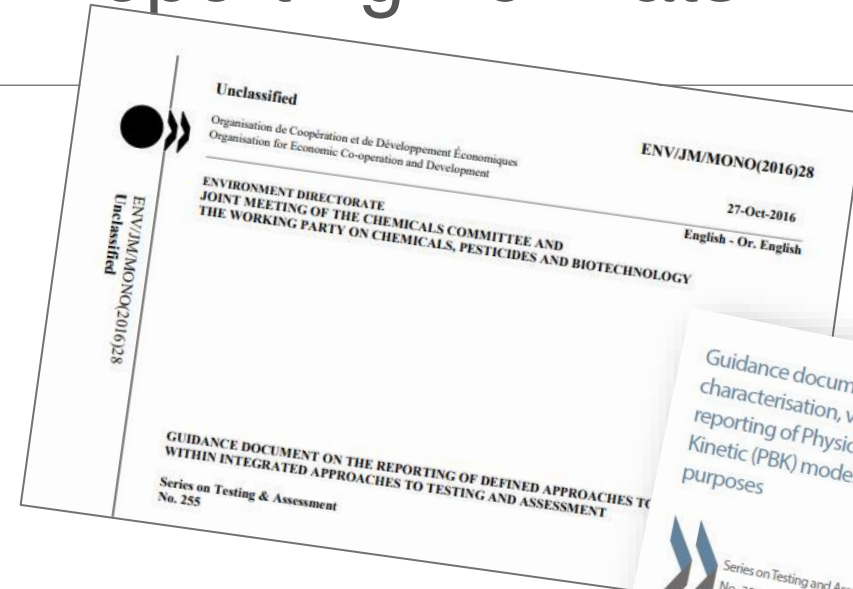 Unclassified
ENV/JM/MONO(2016)28
Organisation de Coopération et de Développement Économiques
Organisation for Economic Co-operation and Development
27-Oct-2016
English - Or. English
ENVIRONMENT DIRECTORATE
JOINT MEETING OF THE CHEMICALS COMMITTEE AND
THE WORKING PARTY ON CHEMICALS, PESTICIDES AND BIOTECHNOLOGY
ENV/JM/MONO(2016)28
Unclassified
GUIDANCE DOCUMENT ON THE REPORTING OF DEFINED APPROACHES TO
WITHIN INTEGRATED APPROACHES TO TESTING AND ASSESSMENT
Series on Testing & Assessment
No. 255
Guidance docum
characterisation, v
reporting of Physio
Kinetic (PBK) mode
purposes
Series on Testing and As